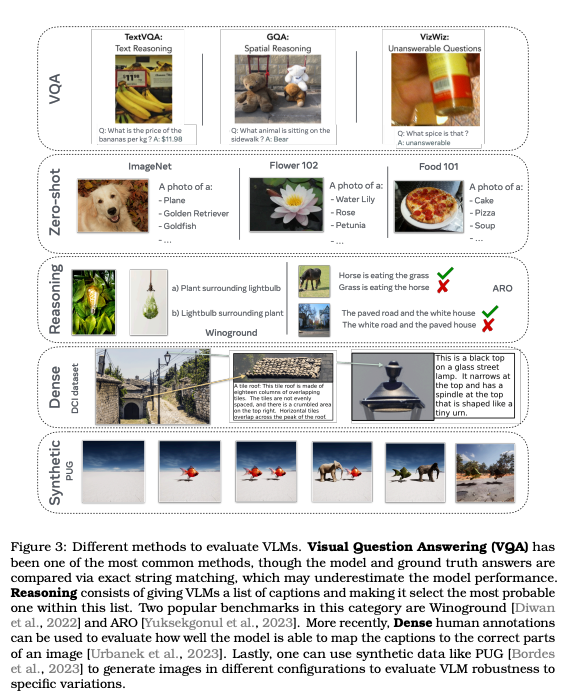 VQA
TextVQA:
Text Reasoning
Q: What is the price of the
bananas per kg ? A: $11.98
GQA:
Spatial Reasoning
Q: What animal is sitting on the
sidewalk ? A: Bear
VizWiz:
Unanswerable Questions
Q: What spice is that ?
A: unanswerable
Zero-shot
ImageNet
A photo of a:
- Plane
- Golden Retriever
- Goldfish
- ...
Flower 102
A photo of a:
- Water Lily
- Rose
- Petunia
- ...
Food 101
A photo of a:
- Cake
- Pizza
- Soup
- ...
Reasoning
a) Plant surrounding lightbulb
b) Lightbulb surrounding plant
Winoground
Horse is eating the grass
Grass is eating the horse
ARO
The paved road and the white house
The white road and the paved house
Dense
DCI dataset
A tile roof: This tile roof is made of
eighteen columns of overlapping
tiles. The tiles are not evenly
spaced, and there is a crumbled area
on the top right. Horizontal tiles
overlap across the peak of the roof.
This is a black top
on a glass street
lamp. It narrows at
the top and has a
spindle at the top
that is shaped like a
tiny urn.
Synthetic
PUG
Figure 3: Different methods to evaluate VLMs. Visual Question Answering (VQA) has
been one of the most common methods, though the model and ground truth answers are
compared via exact string matching, which may underestimate the model performance.
Reasoning consists of giving VLMs a list of captions and making it select the most probable
one within this list. Two popular benchmarks in this category are Winoground [Diwan
et al., 2022] and ARO [Yuksekgonul et al., 2023]. More recently, Dense human annotations
can be used to evaluate how well the model is able to map the captions to the correct parts
of an image [Urbanek et al., 2023]. Lastly, one can use synthetic data like PUG [Bordes
et al., 2023] to generate images in different configurations to evaluate VLM robustness to
specific variations.